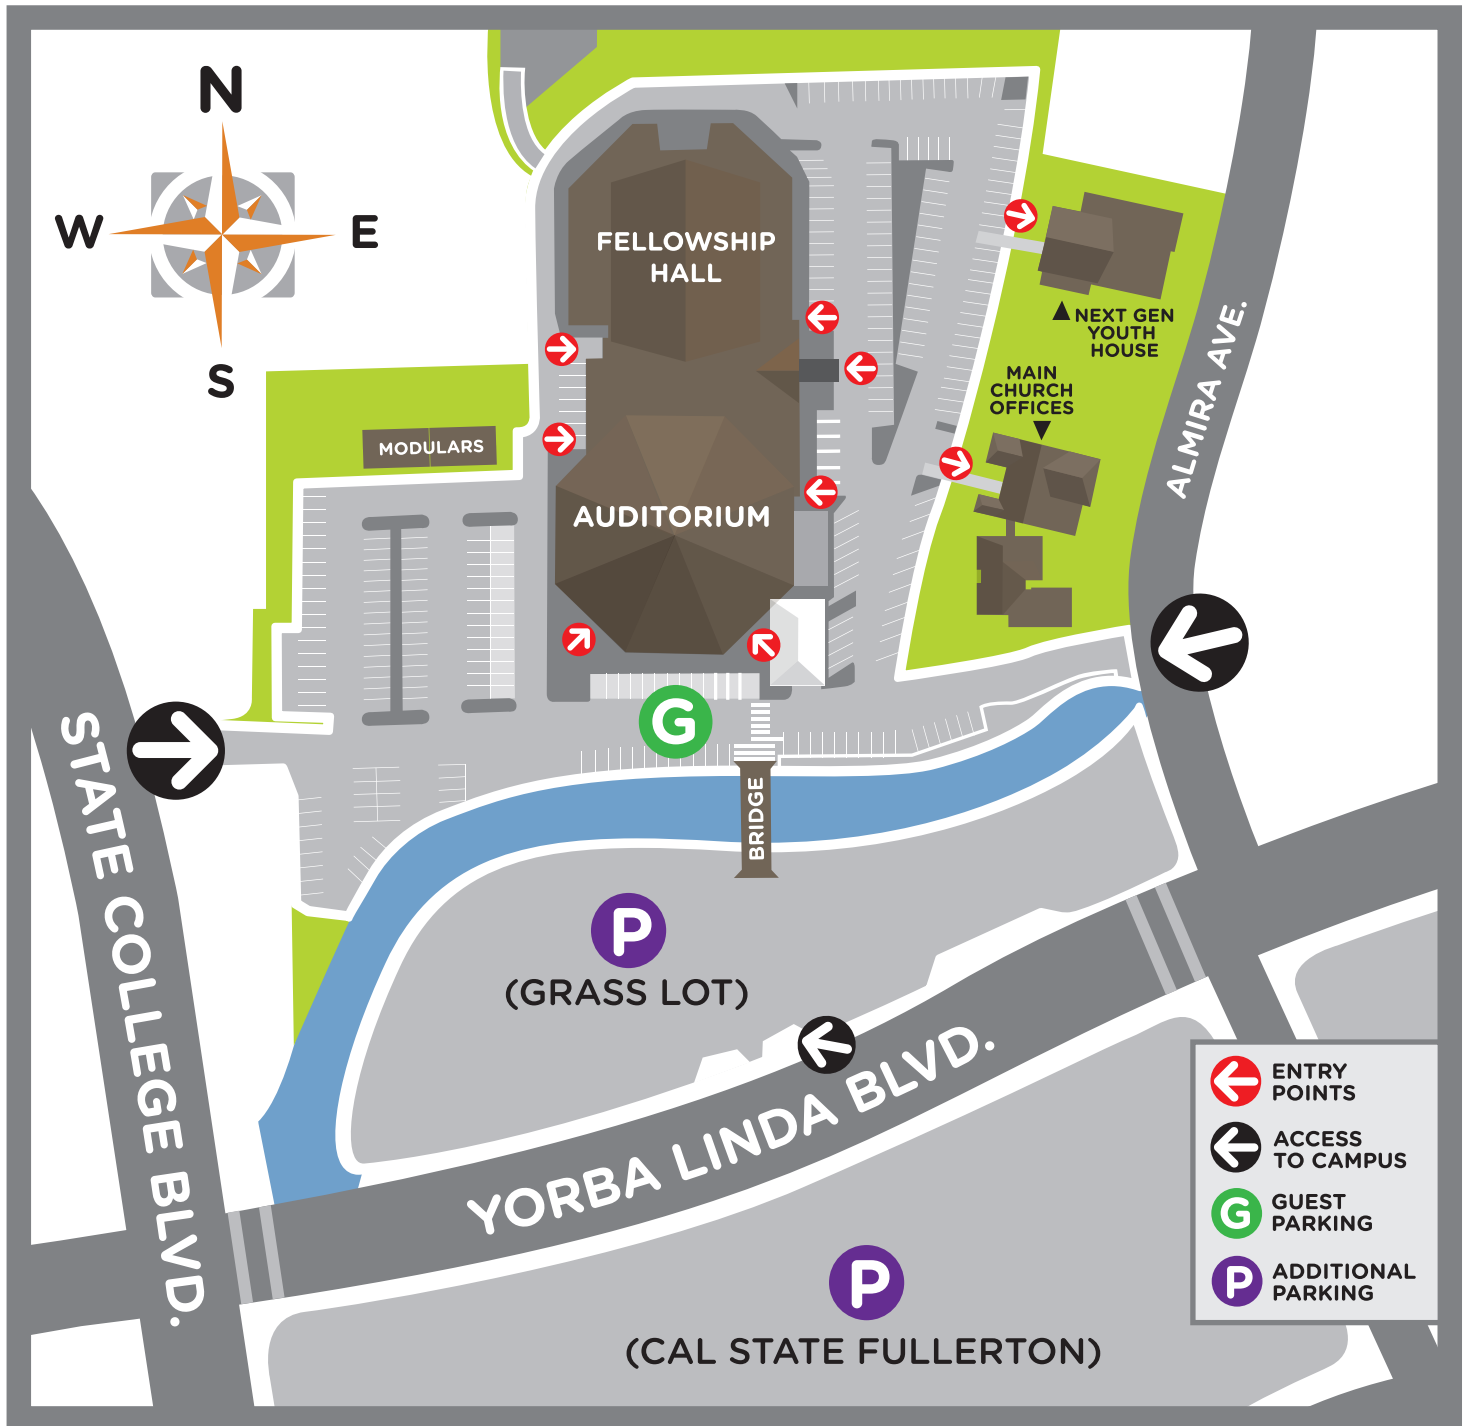 N
W
E
S
FELLOWSHIP
HALL
NEXT GEN
YOUTH
HOUSE
MAIN
CHURCH
OFFICES
ALMIRA AVE.
MODULARS
AUDITORIUM
G
BRIDGE
STATE COLLEGE BLVD.
P
(GRASS LOT)
YORBA LINDA BLVD.
P
(CAL STATE FULLERTON)
ENTRY
POINTS
ACCESS
TO CAMPUS
G GUEST
PARKING
P ADDITIONAL
PARKING